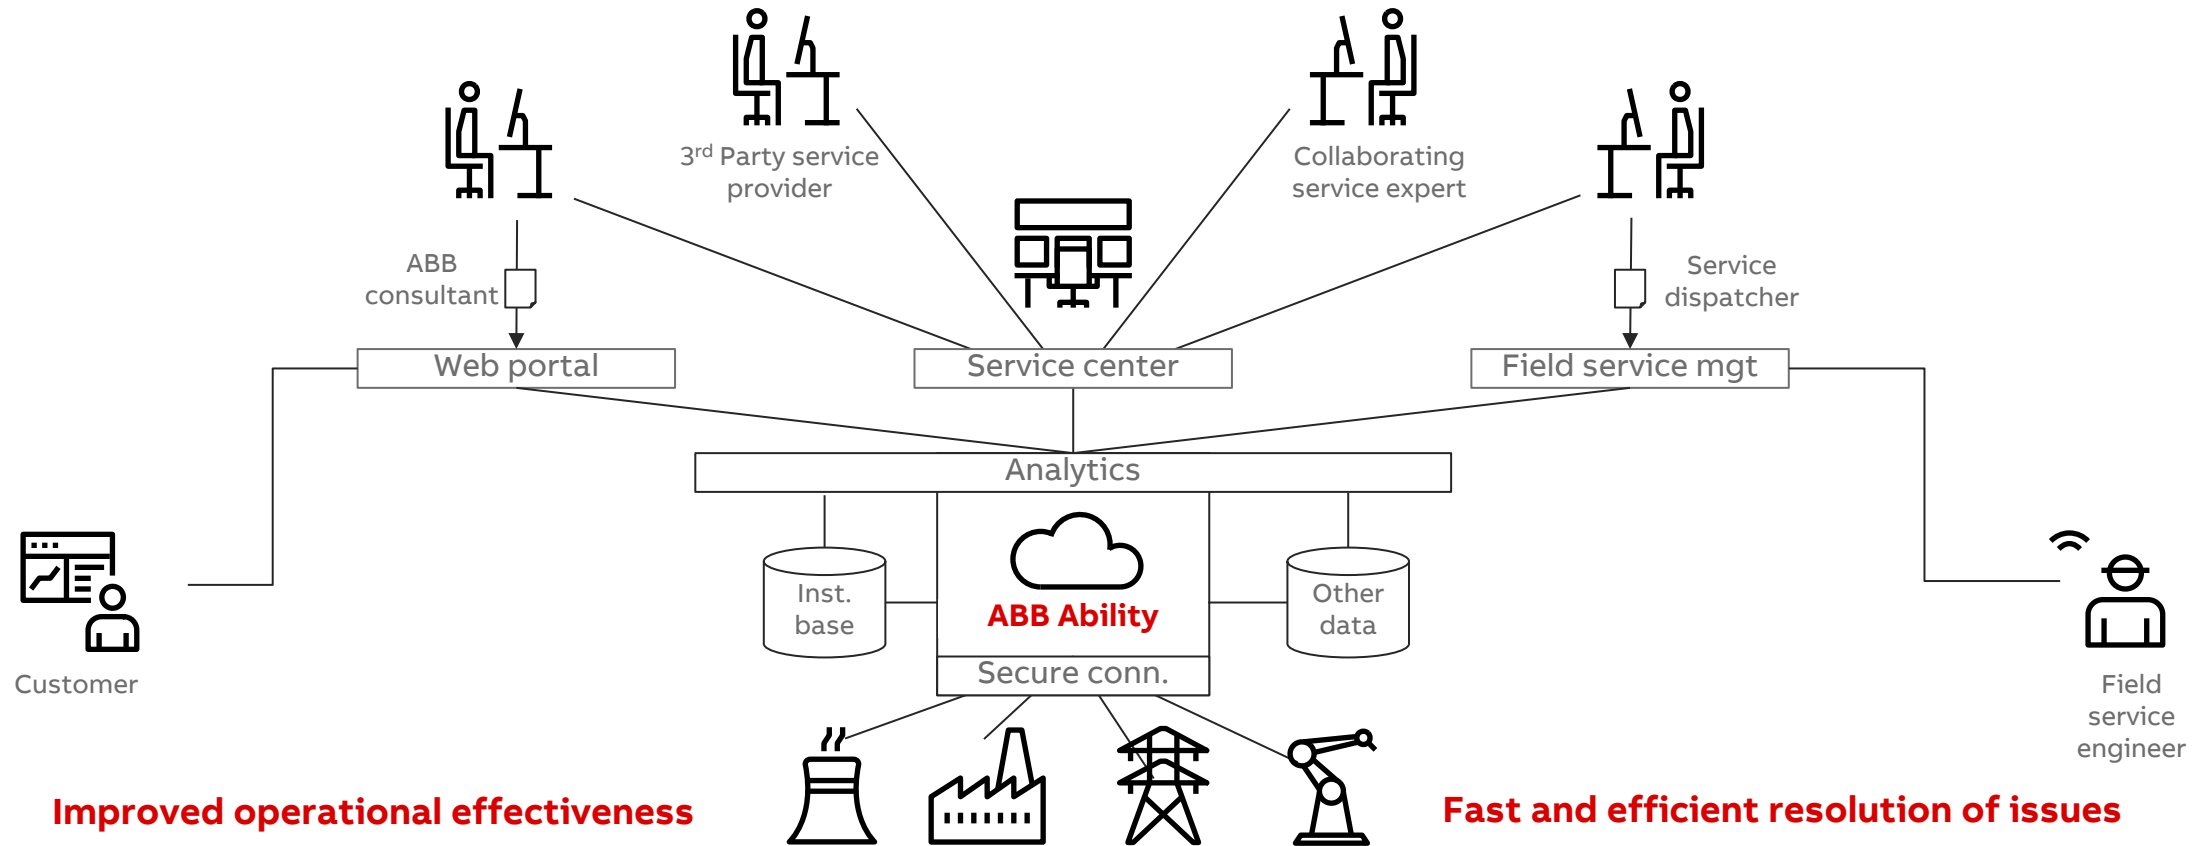 3rd Party service
provider
Collaborating
service expert
ABB
consultant
Service
dispatcher
Web portal
Service center
Field service mgt
Analytics
Inst.
base
ABB Ability
Other
data
Secure conn.
Customer
Field
service
engineer
Improved operational effectiveness
Fast and efficient resolution of issues